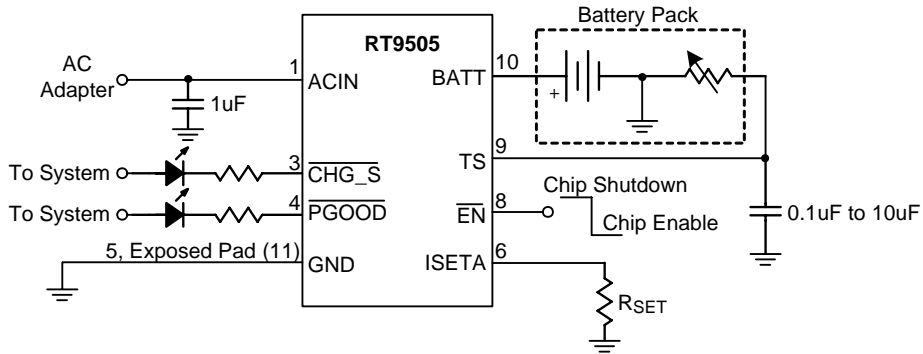 Battery Pack
RT9505
AC
Adapter
1
ACIN
1uF
10
BATT
+
To System
3
CHG_S
9
TS
To System
4
PGOOD
8
EN
Chip Shutdown
Chip Enable
0.1uF to 10uF
5, Exposed Pad (11)
GND
6
ISETA
RSET